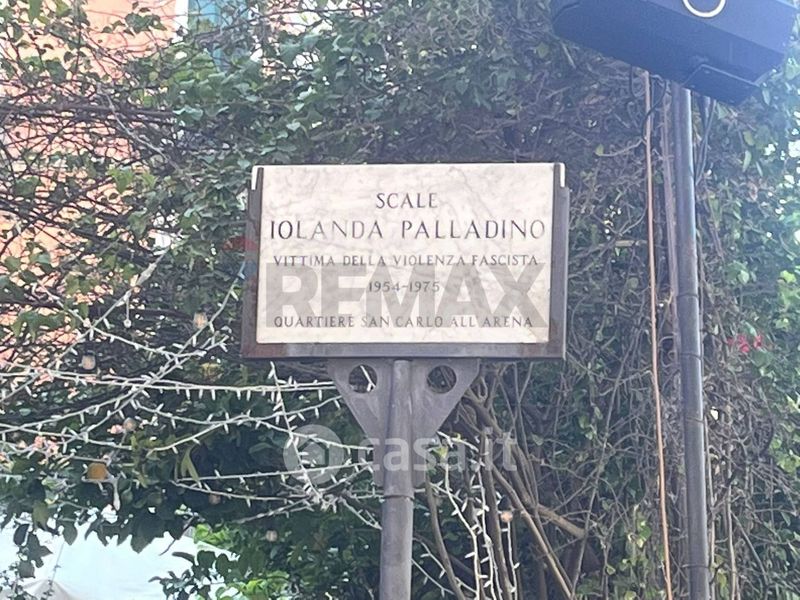 SCALE
IOLANDA PALLADINO
VITTIMA DELLA VIOLENZA FASCISTA
1954-1975
REMAX
QUARTIERE SAN CARLO ALL'ARENA
casa.it